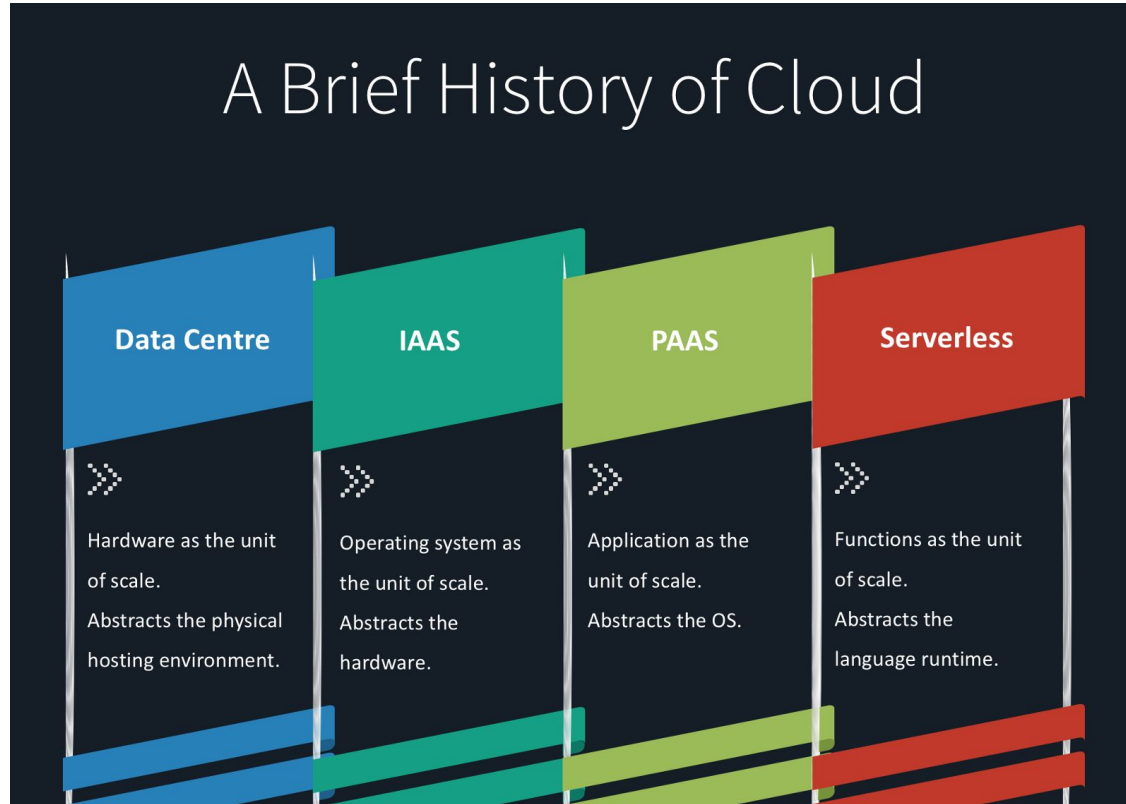 A Brief History of Cloud
Data Centre
IAAS
PAAS
Serverless
Hardware as the unit
of scale.
Abstracts the physical
hosting environment.
Operating system as
the unit of scale.
Abstracts the
hardware.
Application as the
unit of scale.
Abstracts the OS.
Functions as the unit
of scale.
Abstracts the
language runtime.